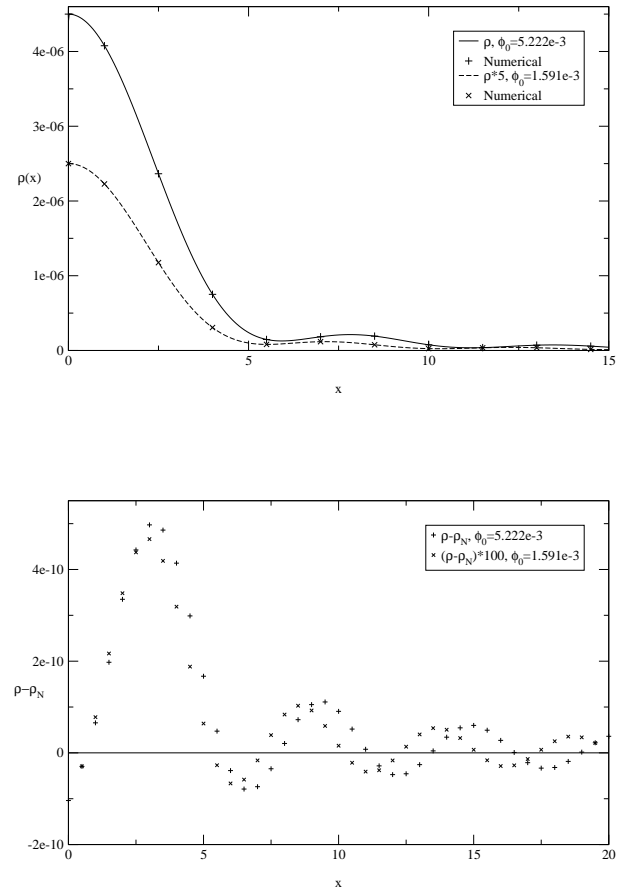 4e-06
3e-06
2e-06
1e-06
0
ρ(x)
0 5 10 15
x
ρ, ϕ₀=5.222e-3
Numerical
ρ*5, ϕ₀=1.591e-3
Numerical
4e-10
2e-10
0
-2e-10
ρ−ρ_N
0 5 10 15 20
x
ρ-ρ_N, ϕ₀=5.222e-3
(ρ-ρ_N)*100, ϕ₀=1.591e-3